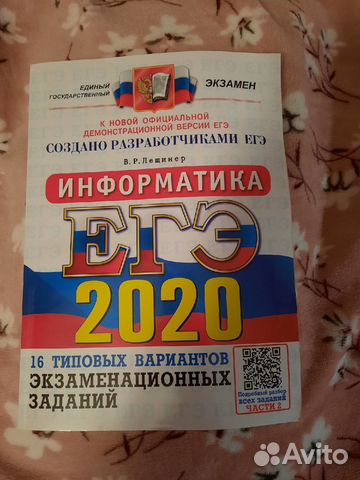 ЕДИНЫЙ
ГОСУДАРСТВЕННЫЙ
ЭКЗАМЕН
К НОВОЙ ОФИЦИАЛЬНОЙ
ДЕМОНСТРАЦИОННОЙ ВЕРСИИ ЕГЭ
СОЗДАНО РАЗРАБОТЧИКАМИ ЕГЭ
В. Р. Лещинер
ИНФОРМАТИКА
ЕГЭ
2020
16 ТИПОВЫХ ВАРИАНТОВ
ЭКЗАМЕНАЦИОННЫХ
ЗАДАНИЙ
Подробный разбор
всех заданий
ЧАСТИ 2
Avito